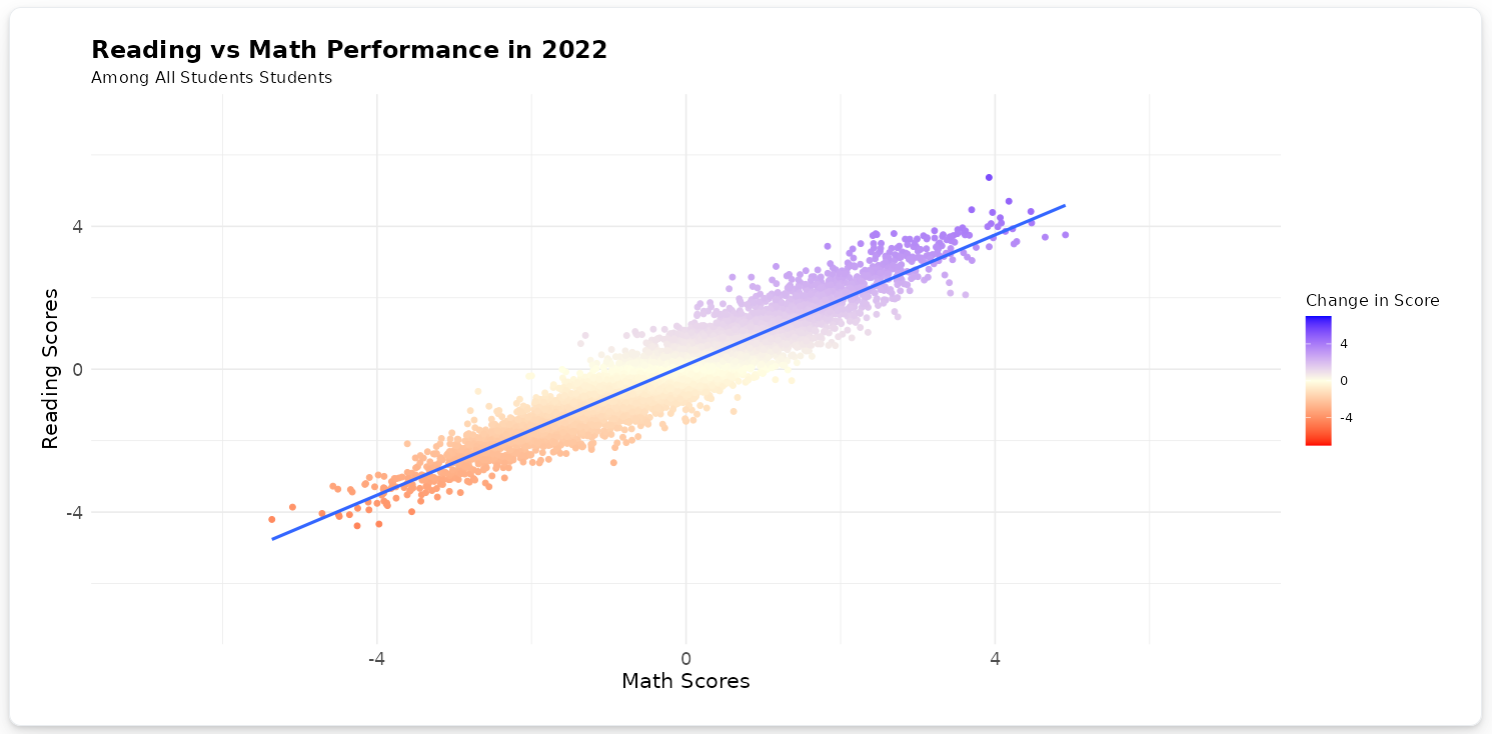 Reading vs Math Performance in 2022
Among All Students Students
Reading Scores
4
0
-4
-4
0
4
Math Scores
Change in Score
4
0
-4